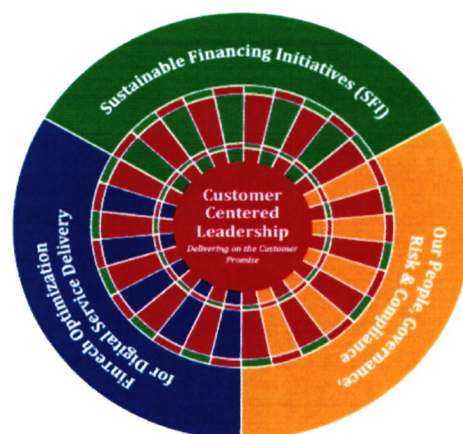 Sustainable Financing Initiatives (SFI)
Customer
Centered
Leadership
Delivering on the Customer
Promise
Our People, Governance,
Risk & Compliance
FinTech Optimization
for Digital Service Delivery